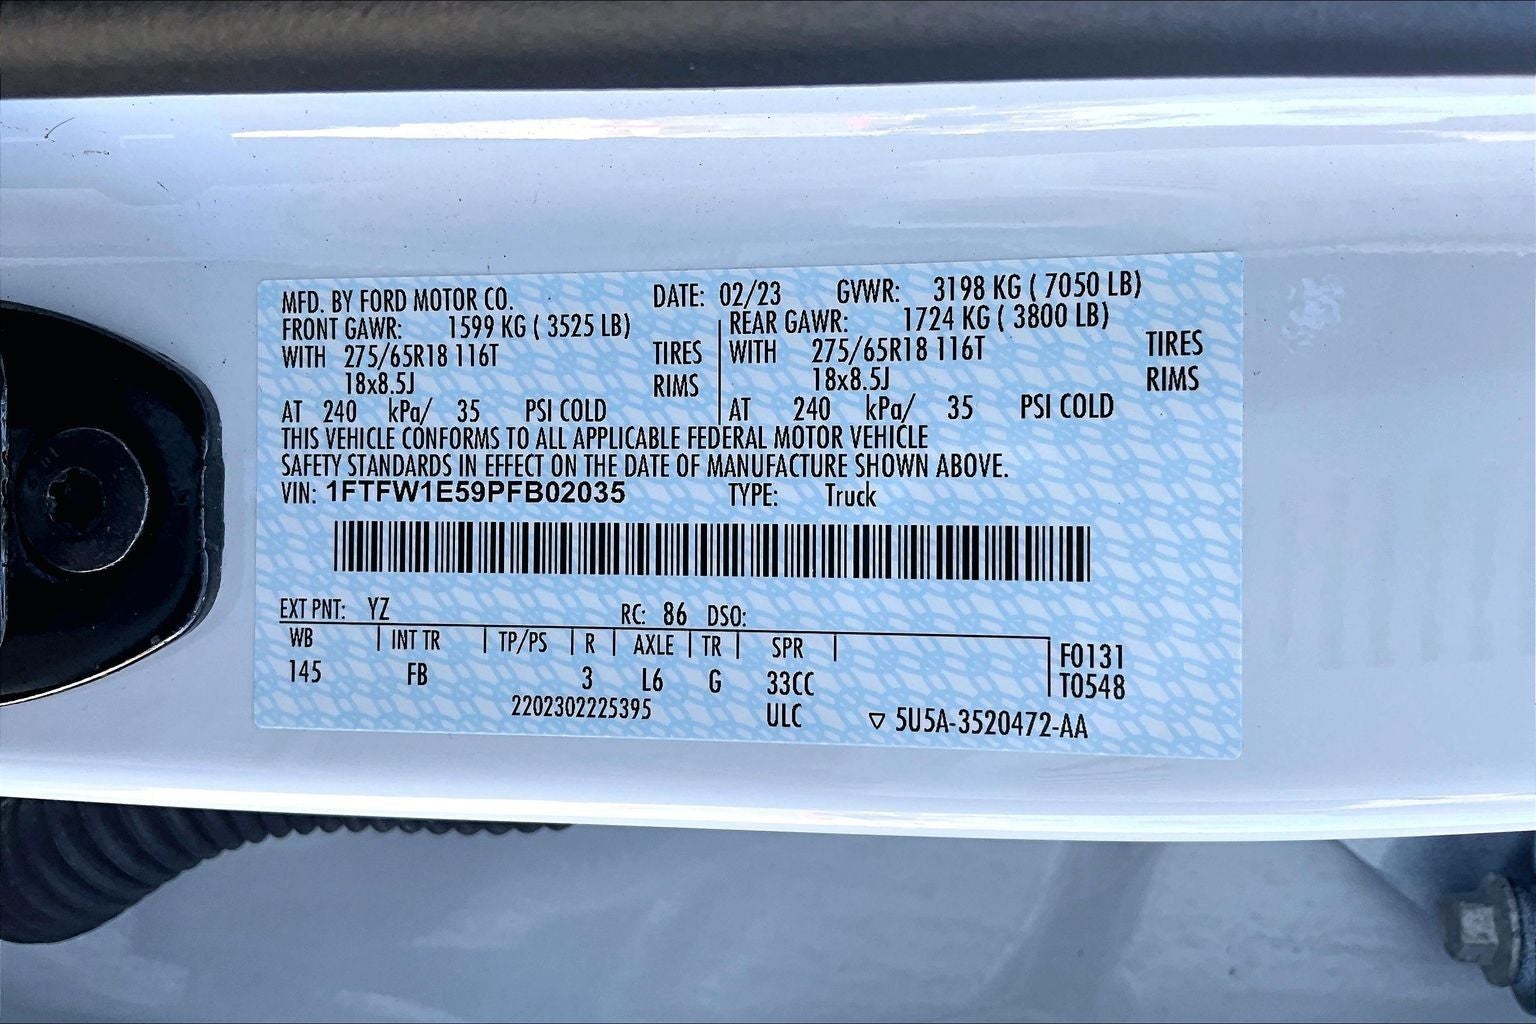 MFD. BY FORD MOTOR CO. DATE: 02/23 GVWR: 3198 KG ( 7050 LB)
FRONT GAWR: 1599 KG ( 3525 LB) REAR GAWR: 1724 KG ( 3800 LB)
WITH 275/65R18 116T TIRES WITH 275/65R18 116T TIRES
18x8.5J RIMS 18x8.5J RIMS
AT 240 kPa/ 35 PSI COLD AT 240 kPa/ 35 PSI COLD
THIS VEHICLE CONFORMS TO ALL APPLICABLE FEDERAL MOTOR VEHICLE
SAFETY STANDARDS IN EFFECT ON THE DATE OF MANUFACTURE SHOWN ABOVE.
VIN: 1FTFW1E59PFB02035 TYPE: Truck
EXT PNT: YZ RC: 86 DSO:
WB INT TR TP/PS R AXLE TR SPR F0131
145 FB 3 L6 G 33CC T0548
2202302225395 ULC ▽ 5U5A-3520472-AA